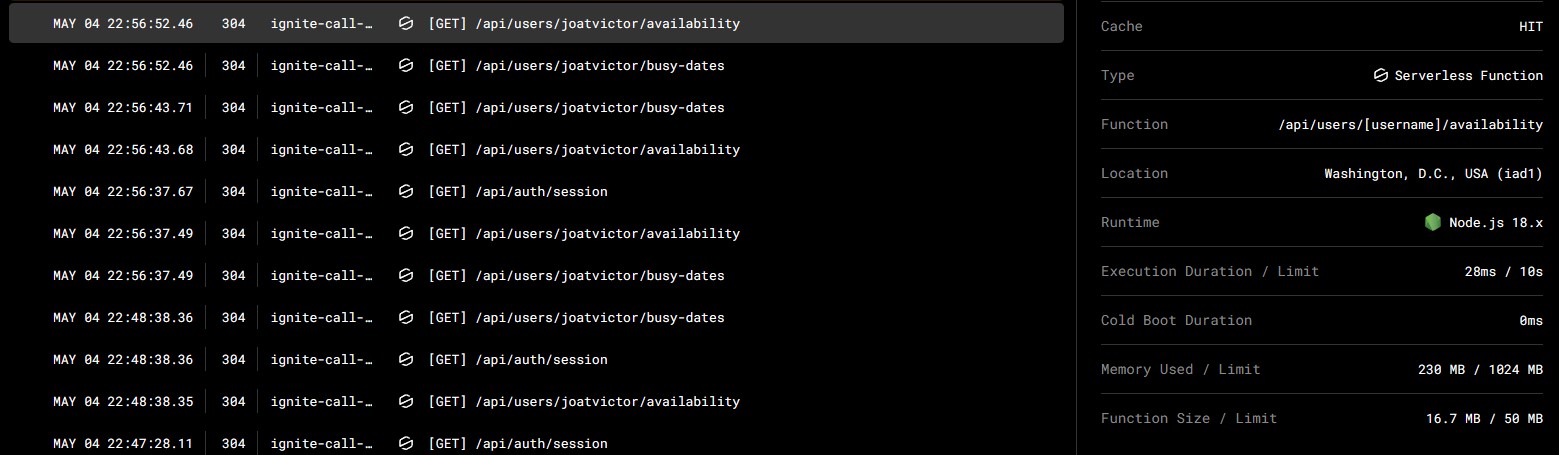 MAY 04 22:56:52.46 304 ignite-call-… [GET] /api/users/joatvictor/availability
MAY 04 22:56:52.46 304 ignite-call-… [GET] /api/users/joatvictor/busy-dates
MAY 04 22:56:43.71 304 ignite-call-… [GET] /api/users/joatvictor/busy-dates
MAY 04 22:56:43.68 304 ignite-call-… [GET] /api/users/joatvictor/availability
MAY 04 22:56:37.67 304 ignite-call-… [GET] /api/auth/session
MAY 04 22:56:37.49 304 ignite-call-… [GET] /api/users/joatvictor/availability
MAY 04 22:56:37.49 304 ignite-call-… [GET] /api/users/joatvictor/busy-dates
MAY 04 22:48:38.36 304 ignite-call-… [GET] /api/users/joatvictor/busy-dates
MAY 04 22:48:38.36 304 ignite-call-… [GET] /api/auth/session
MAY 04 22:48:38.35 304 ignite-call-… [GET] /api/users/joatvictor/availability
MAY 04 22:47:28.11 304 ignite-call-… [GET] /api/auth/session
Cache HIT
Type Serverless Function
Function /api/users/[username]/availability
Location Washington, D.C., USA (iad1)
Runtime Node.js 18.x
Execution Duration / Limit 28ms / 10s
Cold Boot Duration 0ms
Memory Used / Limit 230 MB / 1024 MB
Function Size / Limit 16.7 MB / 50 MB